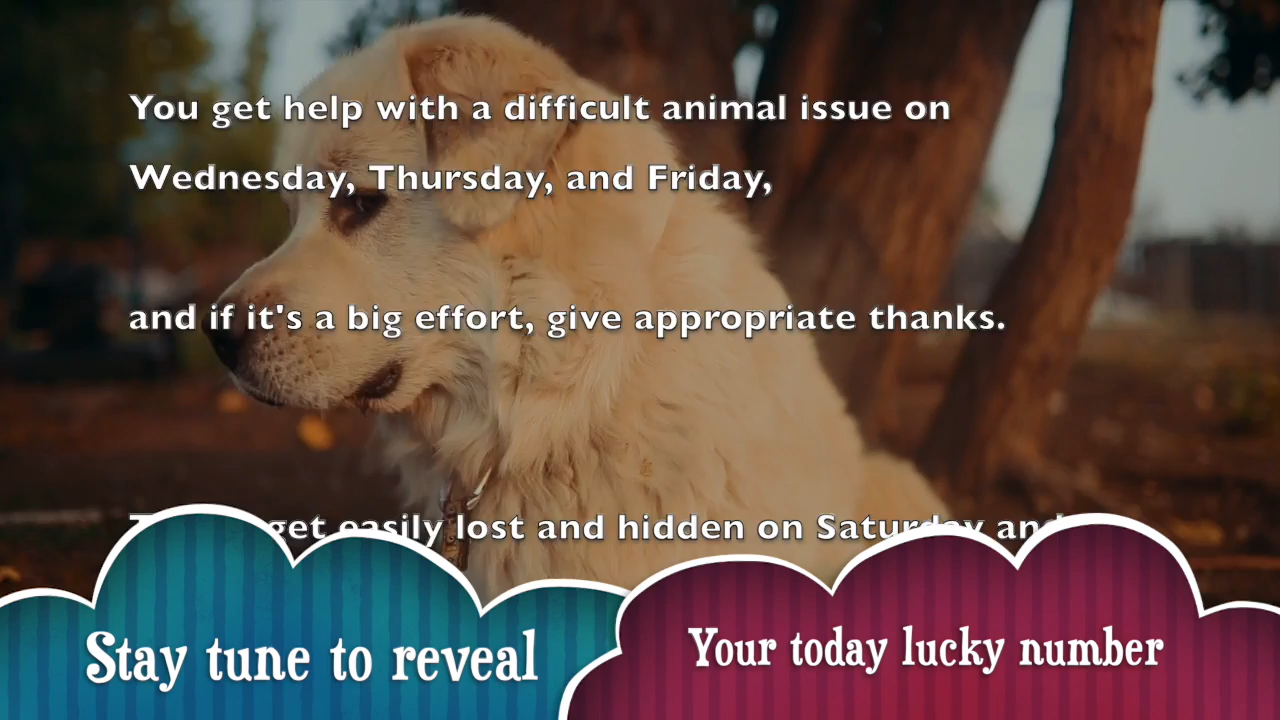 You get help with a difficult animal issue on
Wednesday, Thursday, and Friday,
and if it's a big effort, give appropriate thanks.
get easily lost and hidden on Saturday and
Stay tune to reveal
Your today lucky number